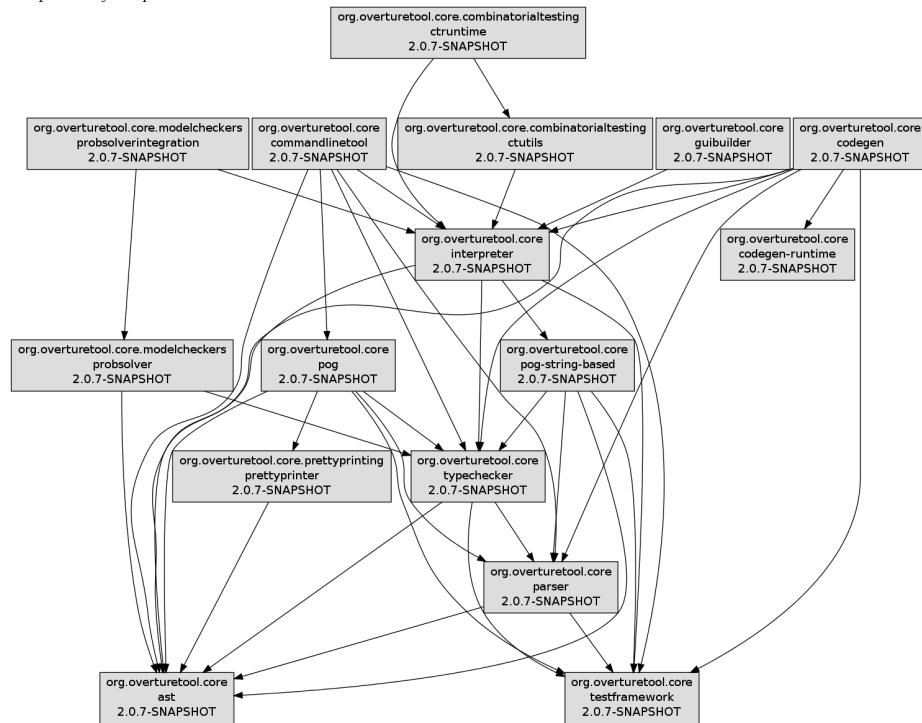 org.overturetool.core.combinatorialtesting
ctruntime
2.0.7-SNAPSHOT
org.overturetool.core.modelcheckers
probsolverintegration
2.0.7-SNAPSHOT
org.overturetool.core
commandlinetool
2.0.7-SNAPSHOT
org.overturetool.core.combinatorialtesting
ctutils
2.0.7-SNAPSHOT
org.overturetool.core
guibuilder
2.0.7-SNAPSHOT
org.overturetool.core
codegen
2.0.7-SNAPSHOT
org.overturetool.core
interpreter
2.0.7-SNAPSHOT
org.overturetool.core
codegen-runtime
2.0.7-SNAPSHOT
org.overturetool.core.modelcheckers
probsolver
2.0.7-SNAPSHOT
org.overturetool.core
pog
2.0.7-SNAPSHOT
org.overturetool.core
pog-string-based
2.0.7-SNAPSHOT
org.overturetool.core.prettyprinting
prettyprinter
2.0.7-SNAPSHOT
org.overturetool.core
typechecker
2.0.7-SNAPSHOT
org.overturetool.core
parser
2.0.7-SNAPSHOT
org.overturetool.core
ast
2.0.7-SNAPSHOT
org.overturetool.core
testframework
2.0.7-SNAPSHOT